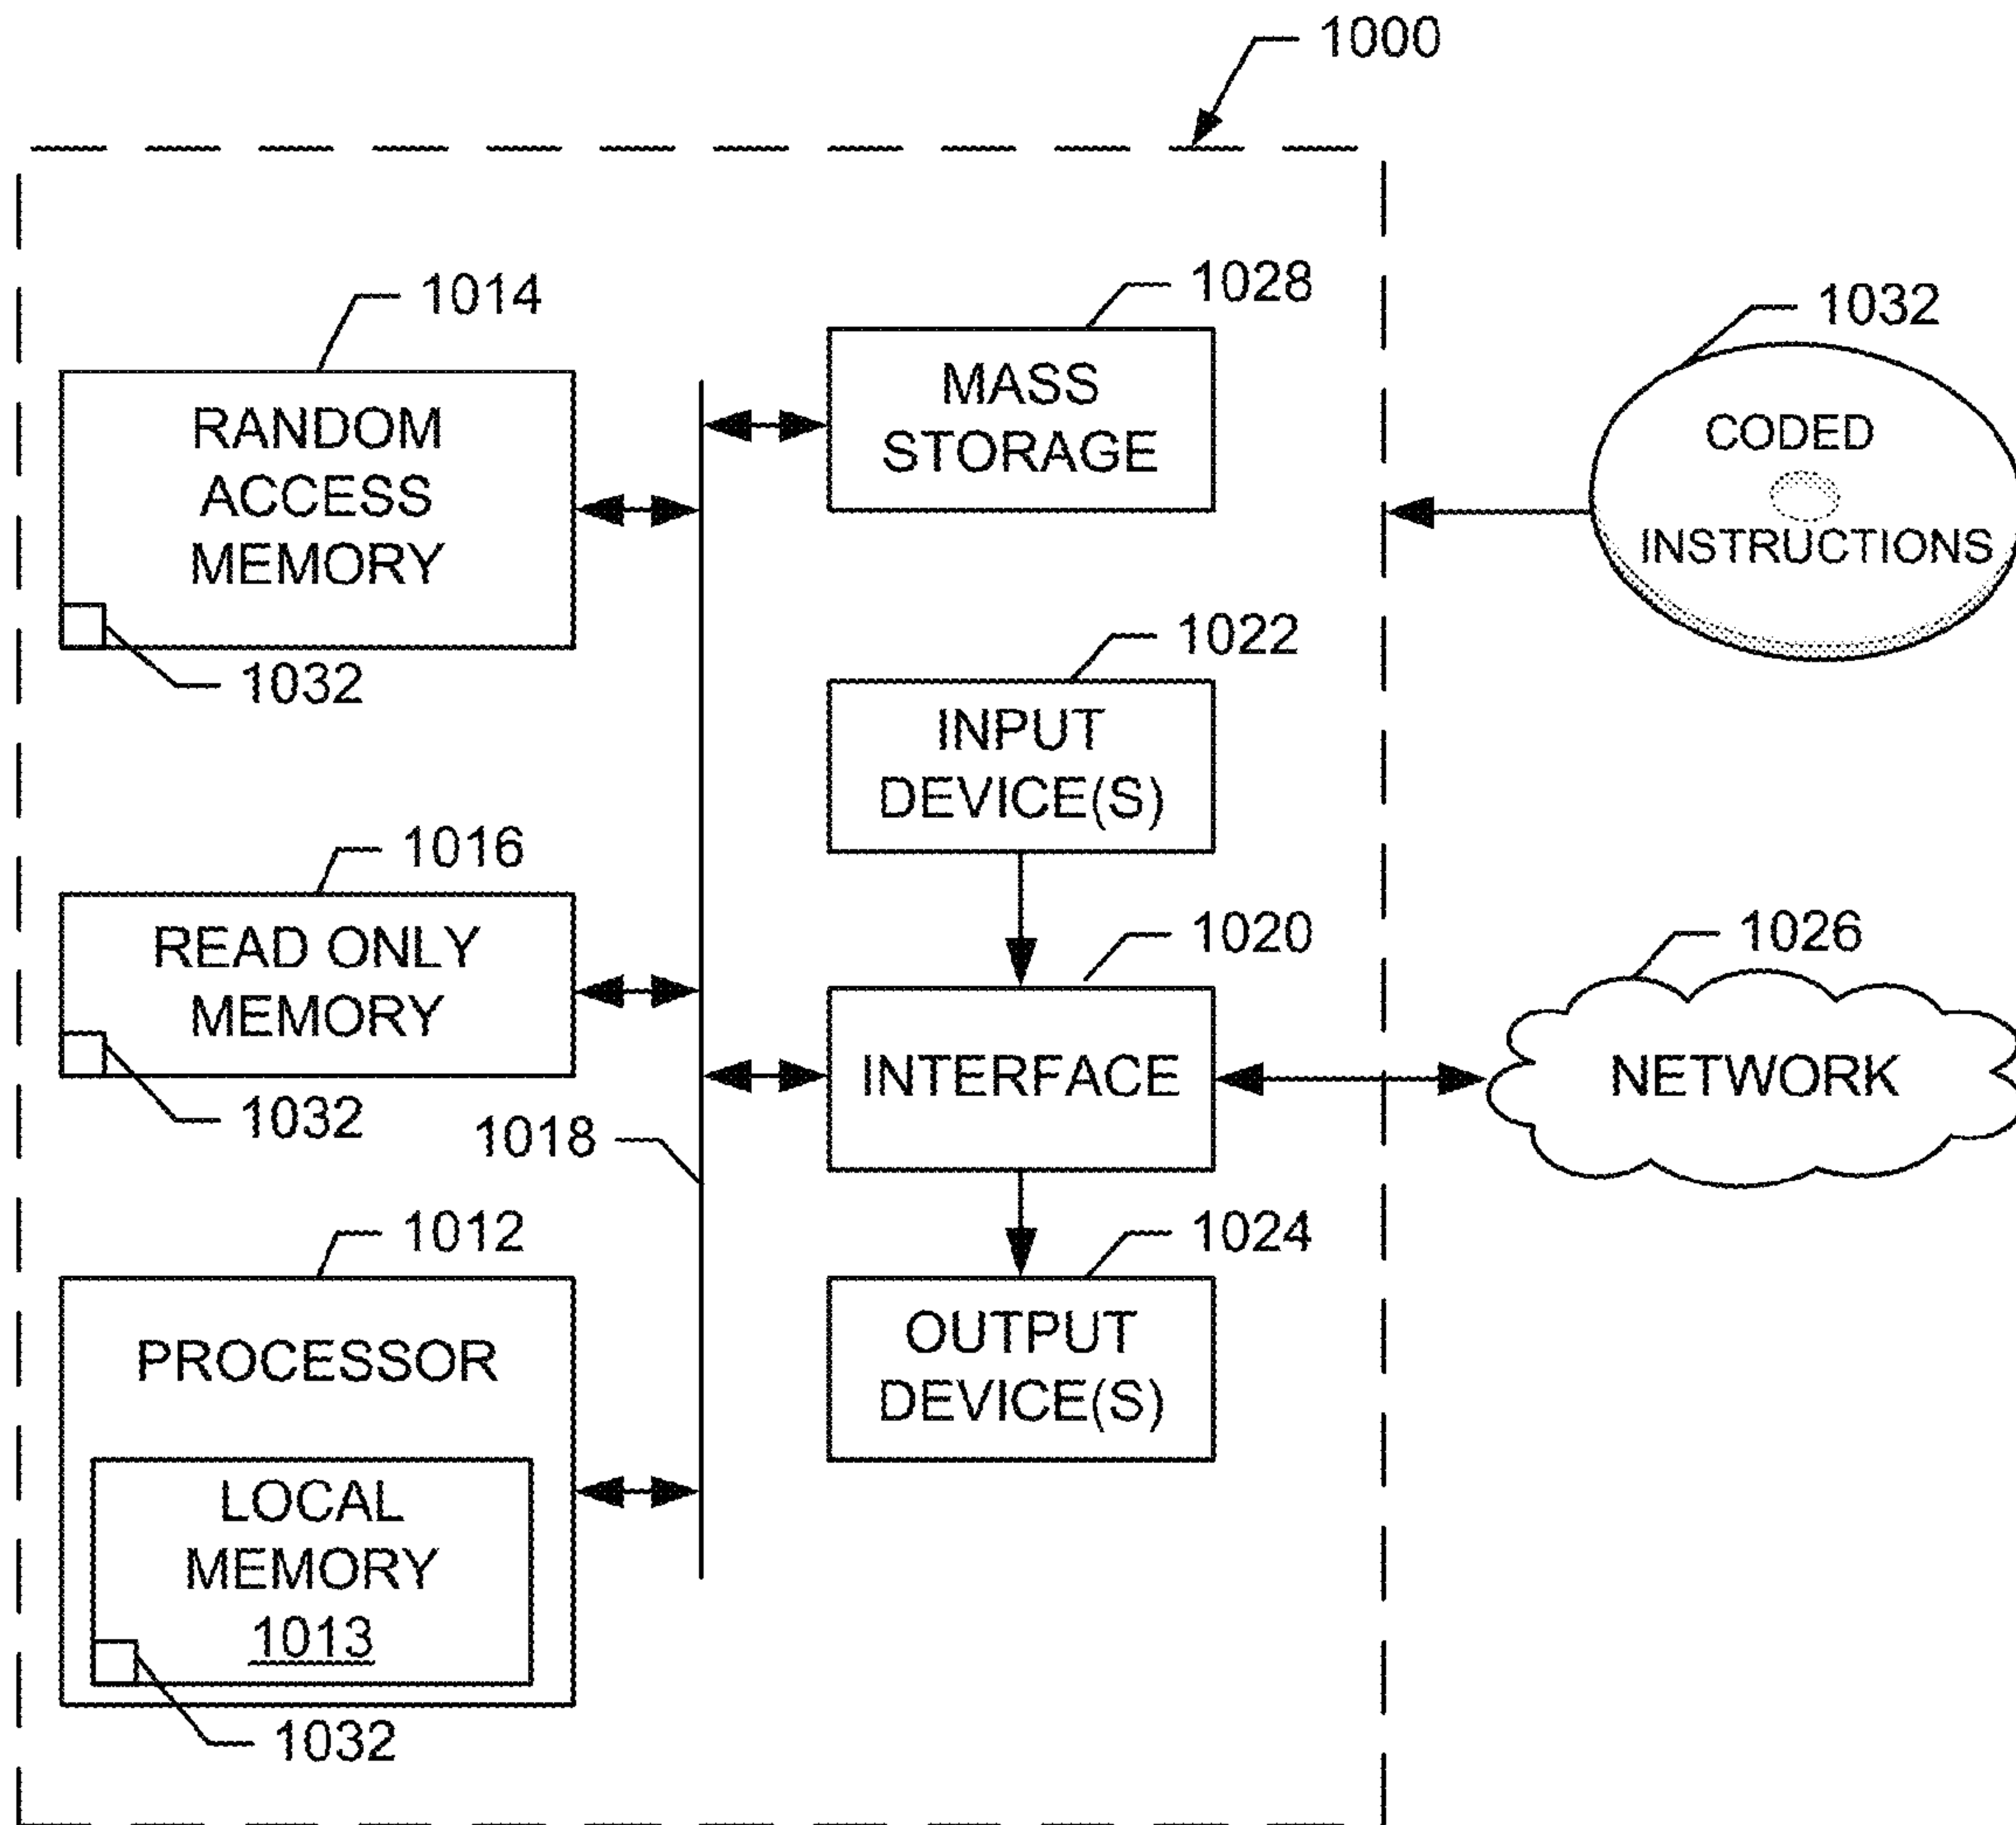 1000
1014
RANDOM
ACCESS
MEMORY
1032
1028
MASS
STORAGE
1032
CODED
INSTRUCTIONS
1022
INPUT
DEVICE(S)
1016
READ ONLY
MEMORY
1032
1020
INTERFACE
1026
NETWORK
1018
1012
PROCESSOR
LOCAL
MEMORY
1013
1032
1024
OUTPUT
DEVICE(S)